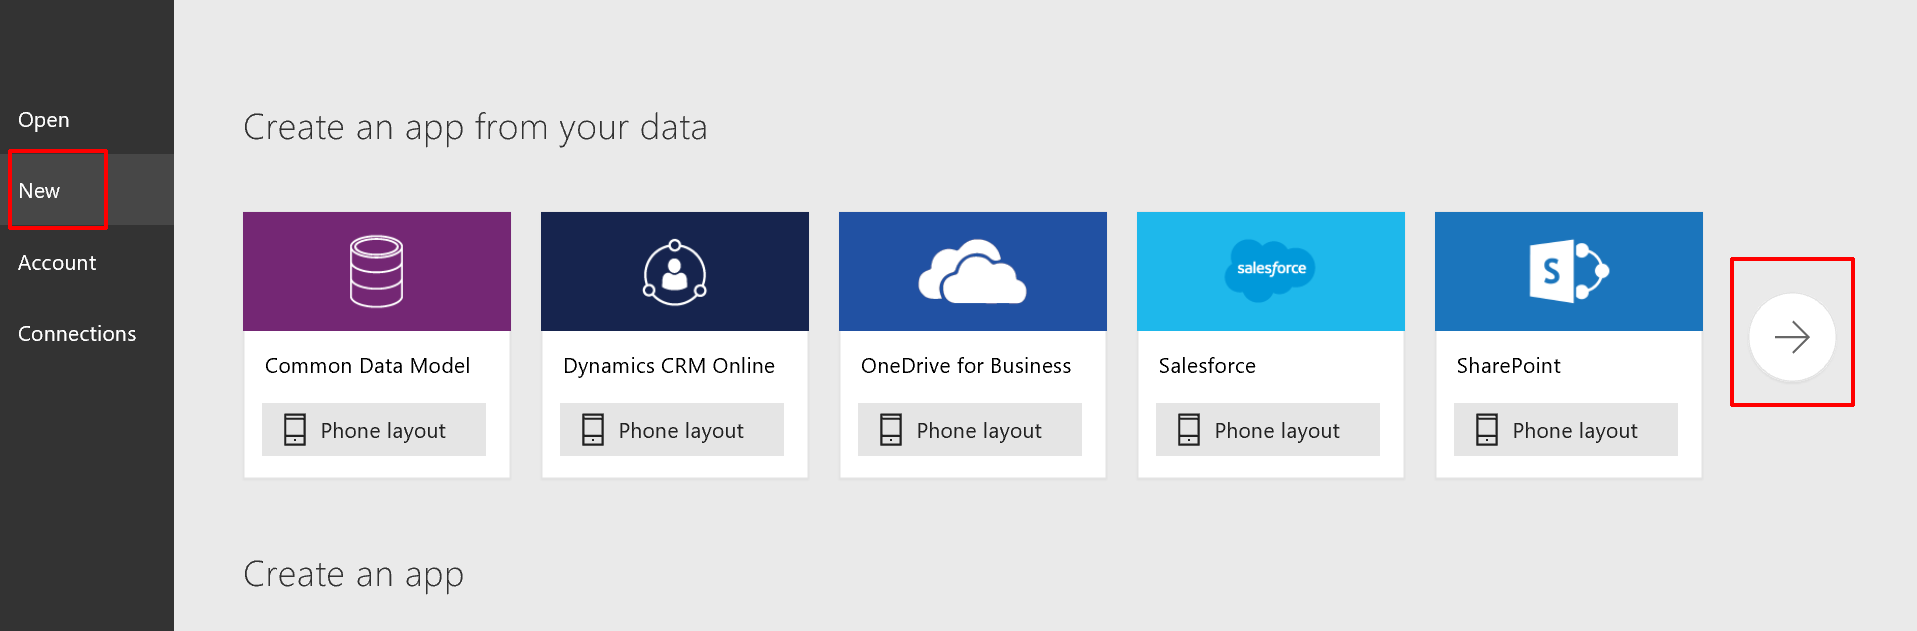 Open
New
Account
Connections
Create an app from your data
salesforce
S
Common Data Model
Dynamics CRM Online
OneDrive for Business
Salesforce
SharePoint
Phone layout
Phone layout
Phone layout
Phone layout
Phone layout
Create an app